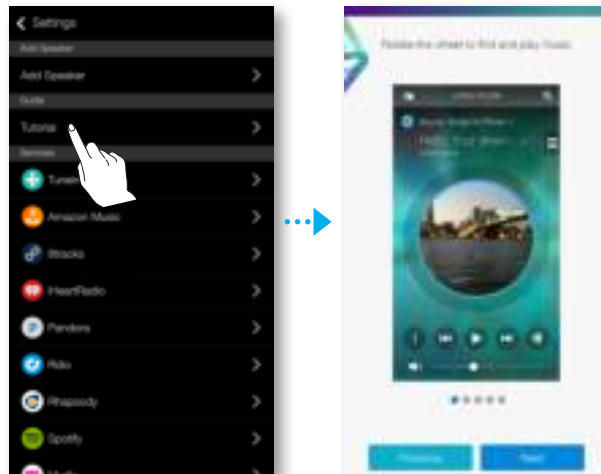 Settings
Add Speaker
Add Speaker
Guide
Tutorial
Services
TuneIn
Amazon Music
8tracks
iHeartRadio
Pandora
Rdio
Rhapsody
Spotify
Rotate the wheel to find and play music.
Next